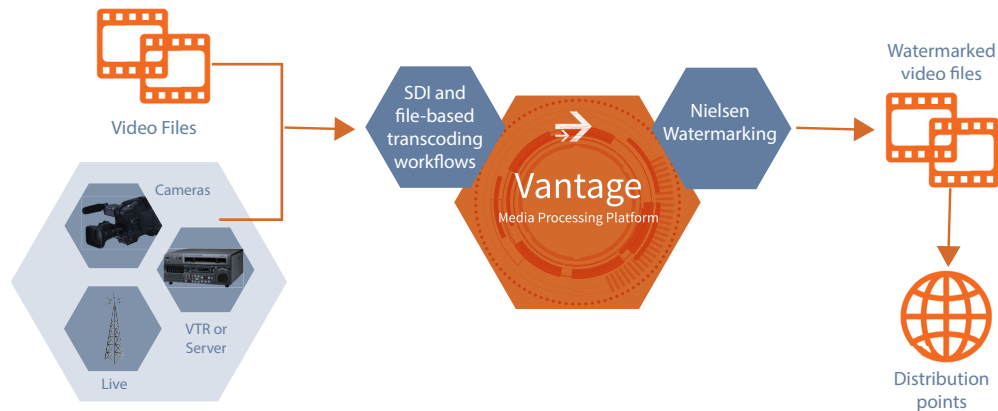 Video Files
Cameras
VTR or
Server
Live
SDI and
file-based
transcoding
workflows
Vantage
Media Processing Platform
Nielsen
Watermarking
Watermarked
video files
Distribution
points